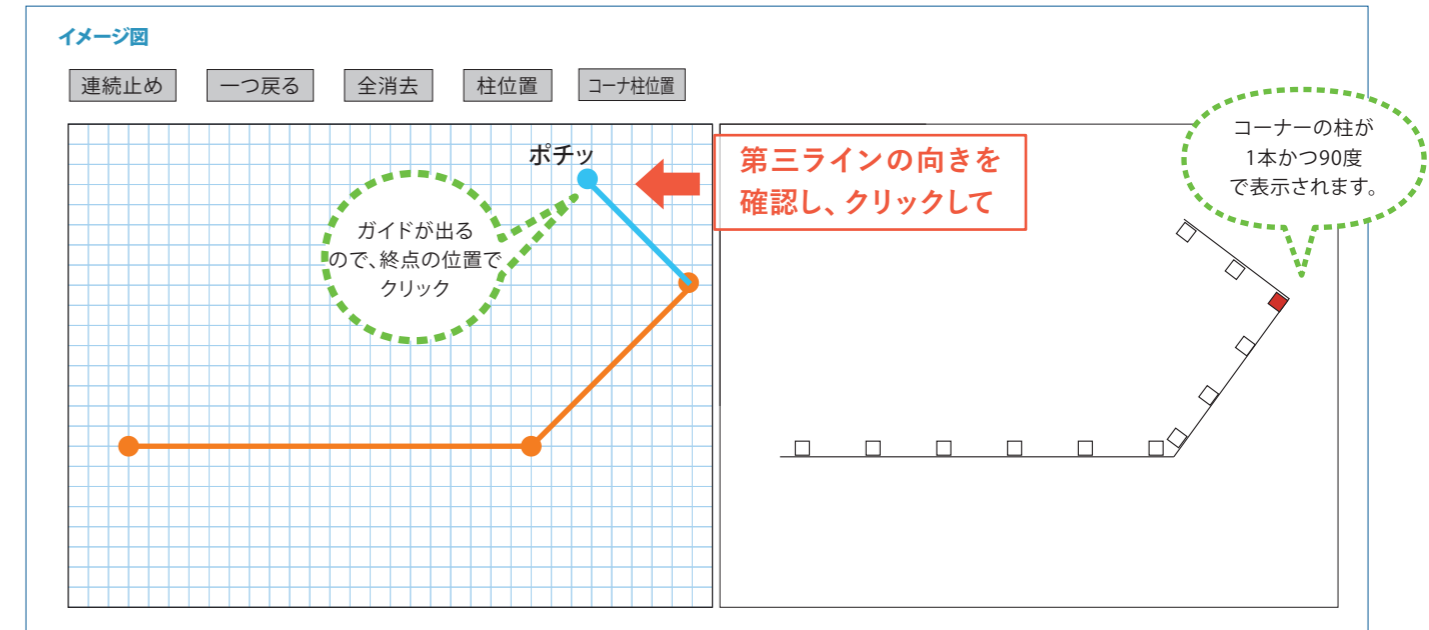 イメージ図
連続止め
一つ戻る
全消去
柱位置
コーナ柱位置
ポチッ
ガイドが出る
ので、終点の位置で
クリック
第三ラインの向きを
確認し、クリックして
コーナーの柱が
1本かつ90度
で表示されます。